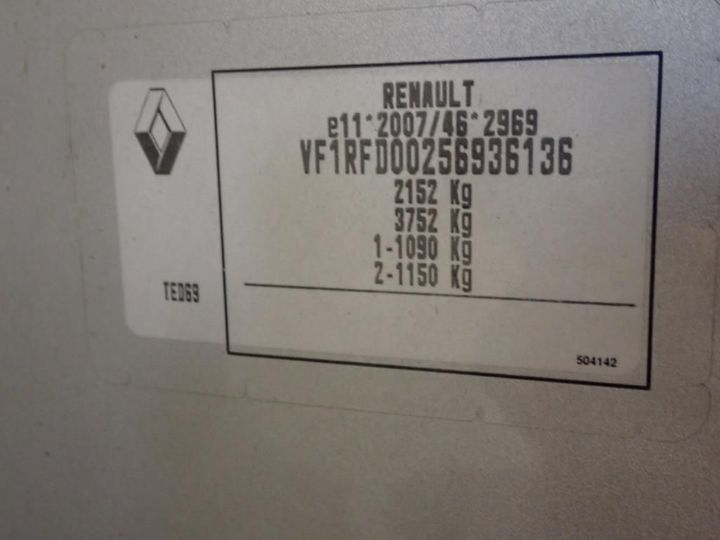 RENAULT
e11*2007/46*2969
VF1RFD00256936136
2152 Kg
3752 Kg
1-1090 Kg
2-1150 Kg
TED69
504142